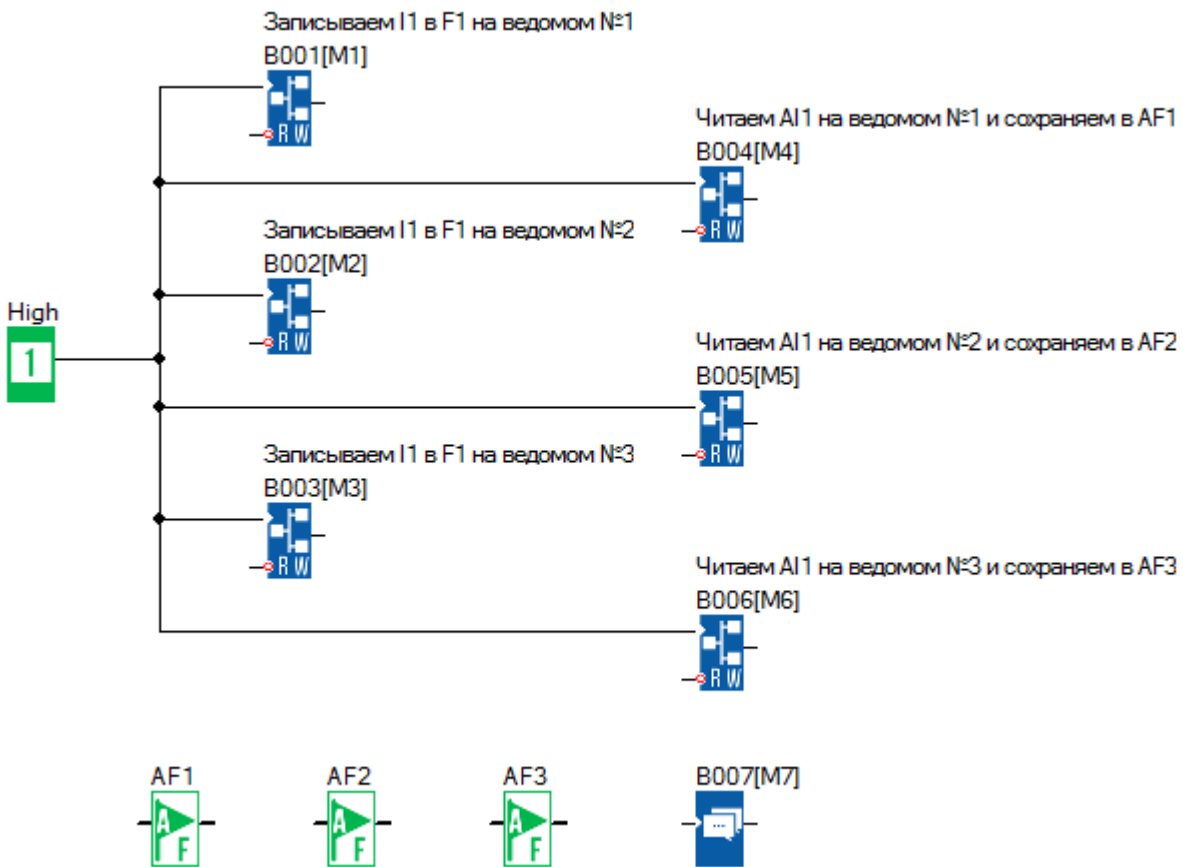 Записываем I1 в F1 на ведомом №1
B001[M1]
R W
Читаем AI1 на ведомом №1 и сохраняем в AF1
B004[M4]
R W
Записываем I1 в F1 на ведомом №2
B002[M2]
R W
High
1
Читаем AI1 на ведомом №2 и сохраняем в AF2
B005[M5]
R W
Записываем I1 в F1 на ведомом №3
B003[M3]
R W
Читаем AI1 на ведомом №3 и сохраняем в AF3
B006[M6]
R W
AF1
A
F
AF2
A
F
AF3
A
F
B007[M7]